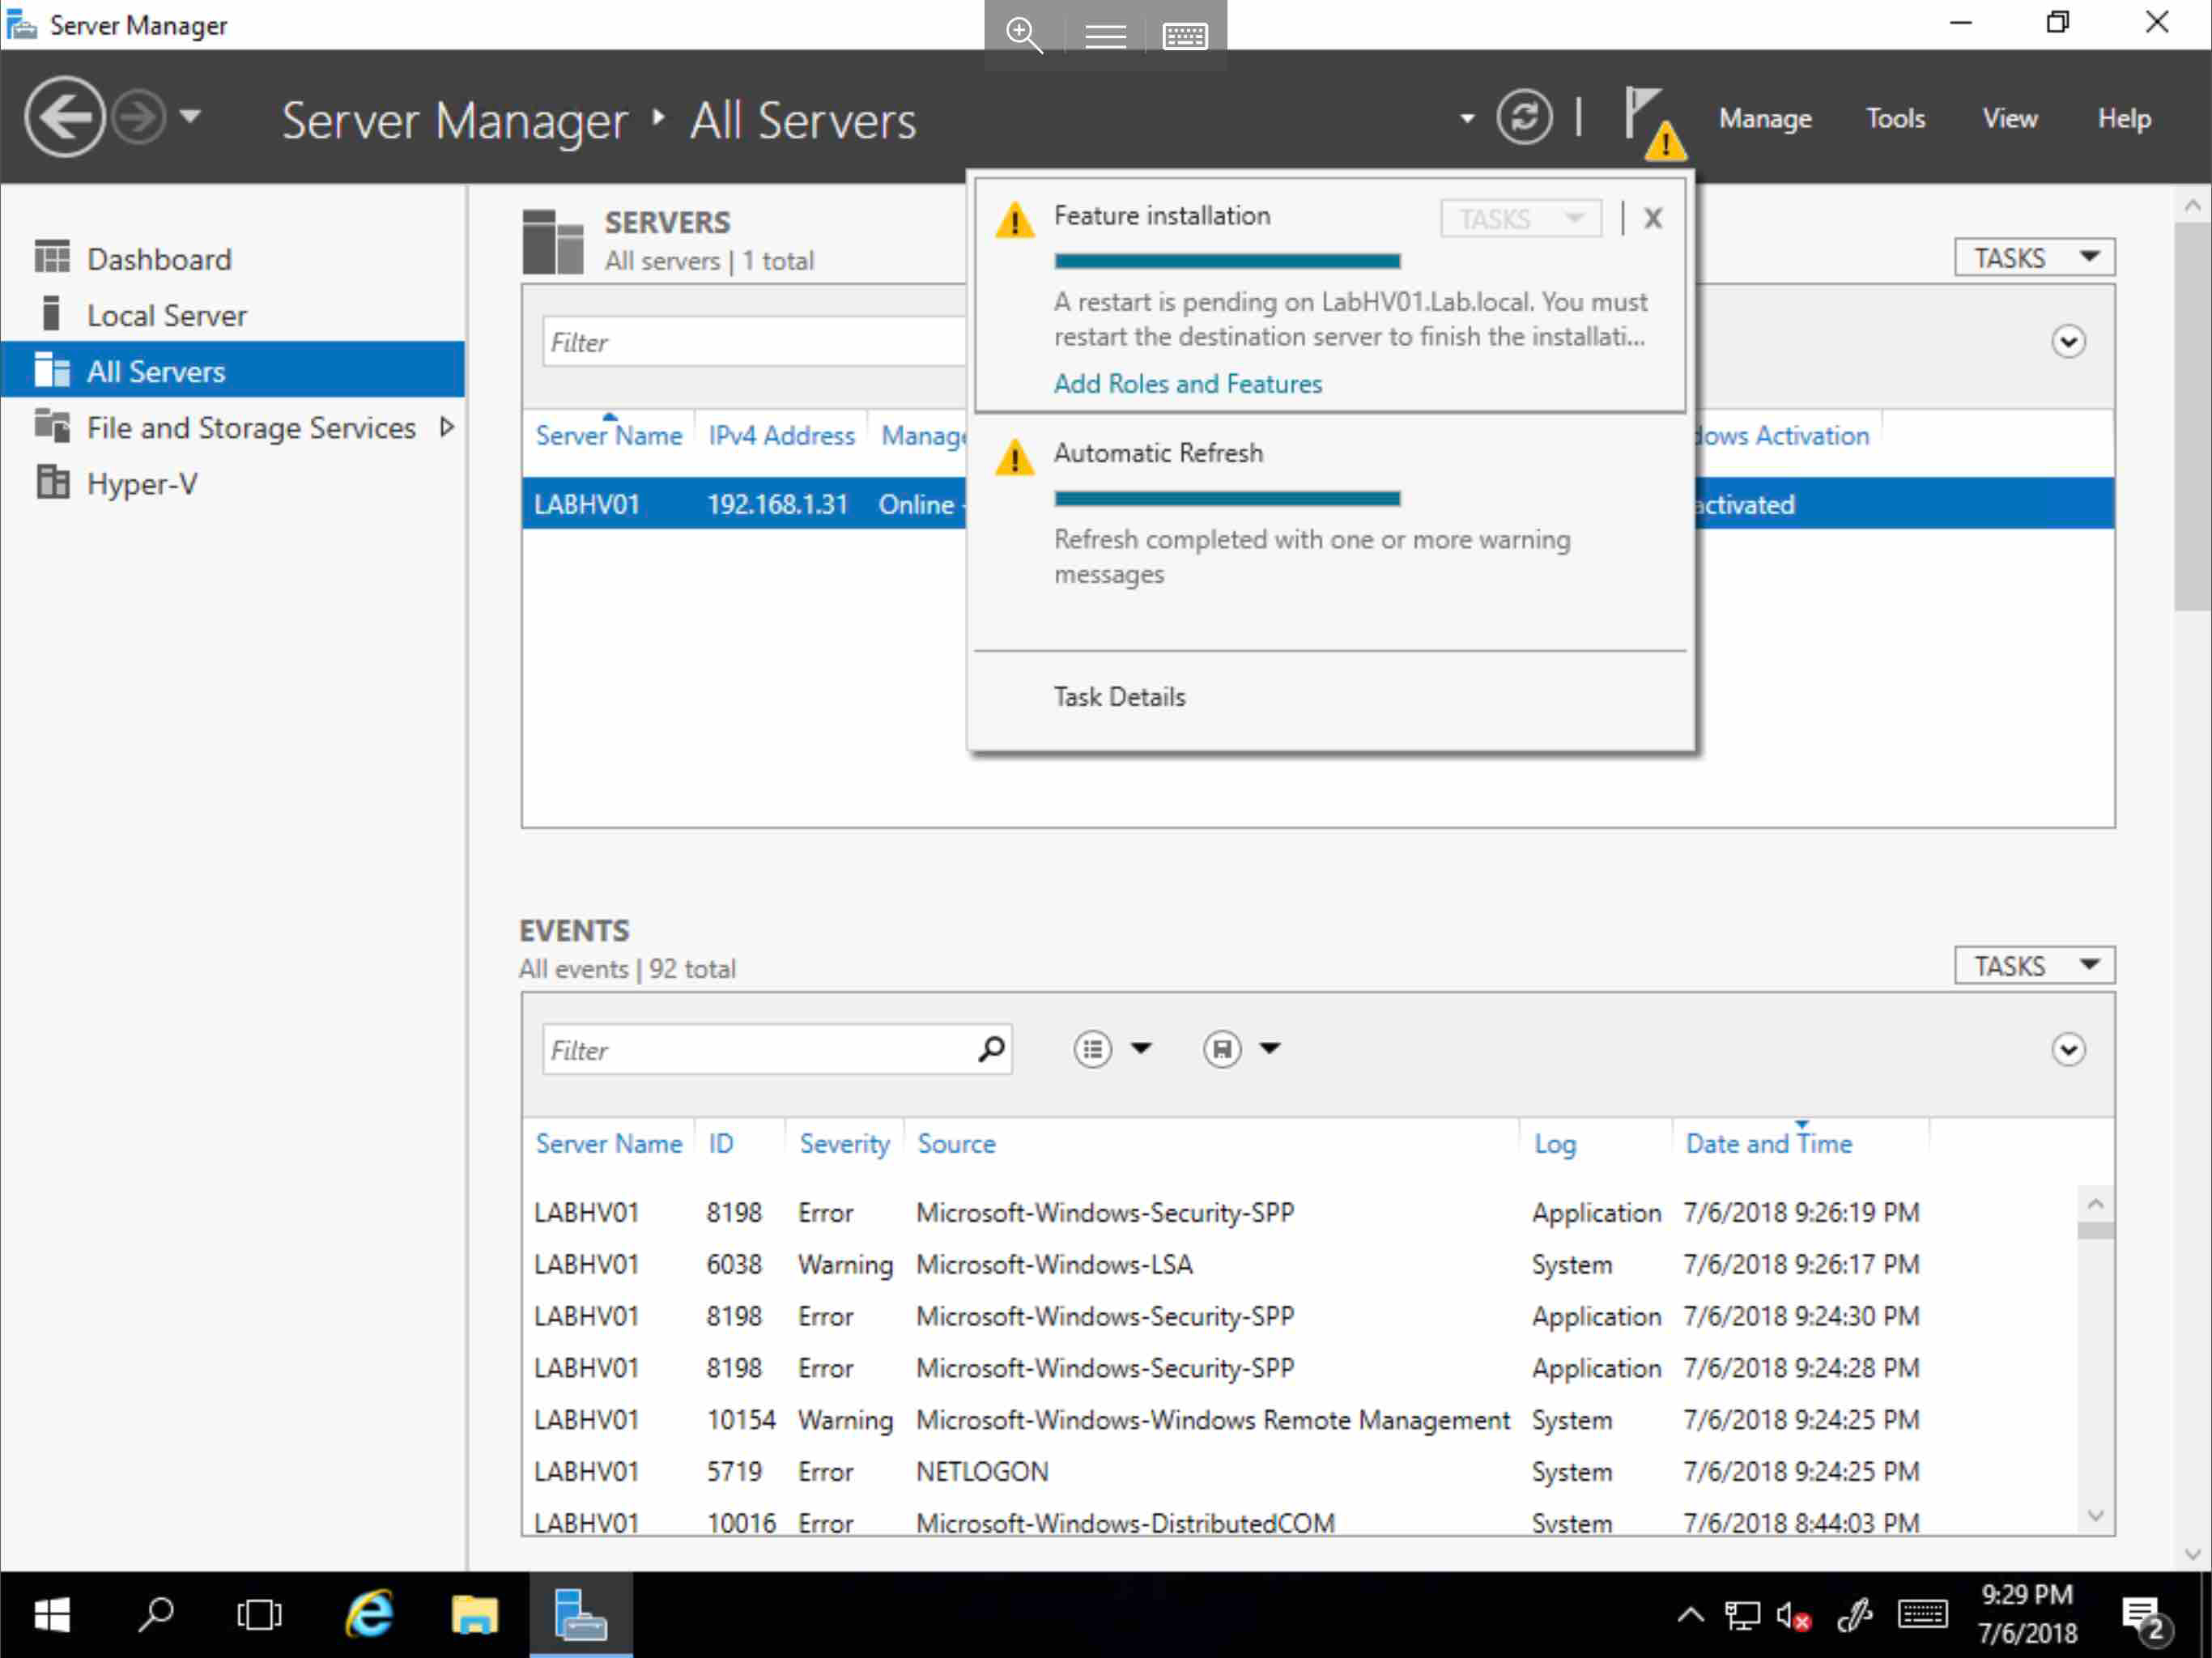 Server Manager
Server Manager ‣ All Servers
Manage Tools View Help
Dashboard
Local Server
All Servers
File and Storage Services
Hyper-V
SERVERS
All servers | 1 total
TASKS
Filter
Server Name IPv4 Address Manage
dows Activation
LABHV01 192.168.1.31 Online -
activated
Feature installation
TASKS X
A restart is pending on LabHV01.Lab.local. You must
restart the destination server to finish the installati...
Add Roles and Features
Automatic Refresh
Refresh completed with one or more warning
messages
Task Details
EVENTS
All events | 92 total
TASKS
Filter
Server Name ID Severity Source Log Date and Time
LABHV01 8198 Error Microsoft-Windows-Security-SPP Application 7/6/2018 9:26:19 PM
LABHV01 6038 Warning Microsoft-Windows-LSA System 7/6/2018 9:26:17 PM
LABHV01 8198 Error Microsoft-Windows-Security-SPP Application 7/6/2018 9:24:30 PM
LABHV01 8198 Error Microsoft-Windows-Security-SPP Application 7/6/2018 9:24:28 PM
LABHV01 10154 Warning Microsoft-Windows-Windows Remote Management System 7/6/2018 9:24:25 PM
LABHV01 5719 Error NETLOGON System 7/6/2018 9:24:25 PM
LABHV01 10016 Error Microsoft-Windows-DistributedCOM System 7/6/2018 8:44:03 PM
9:29 PM
7/6/2018
2